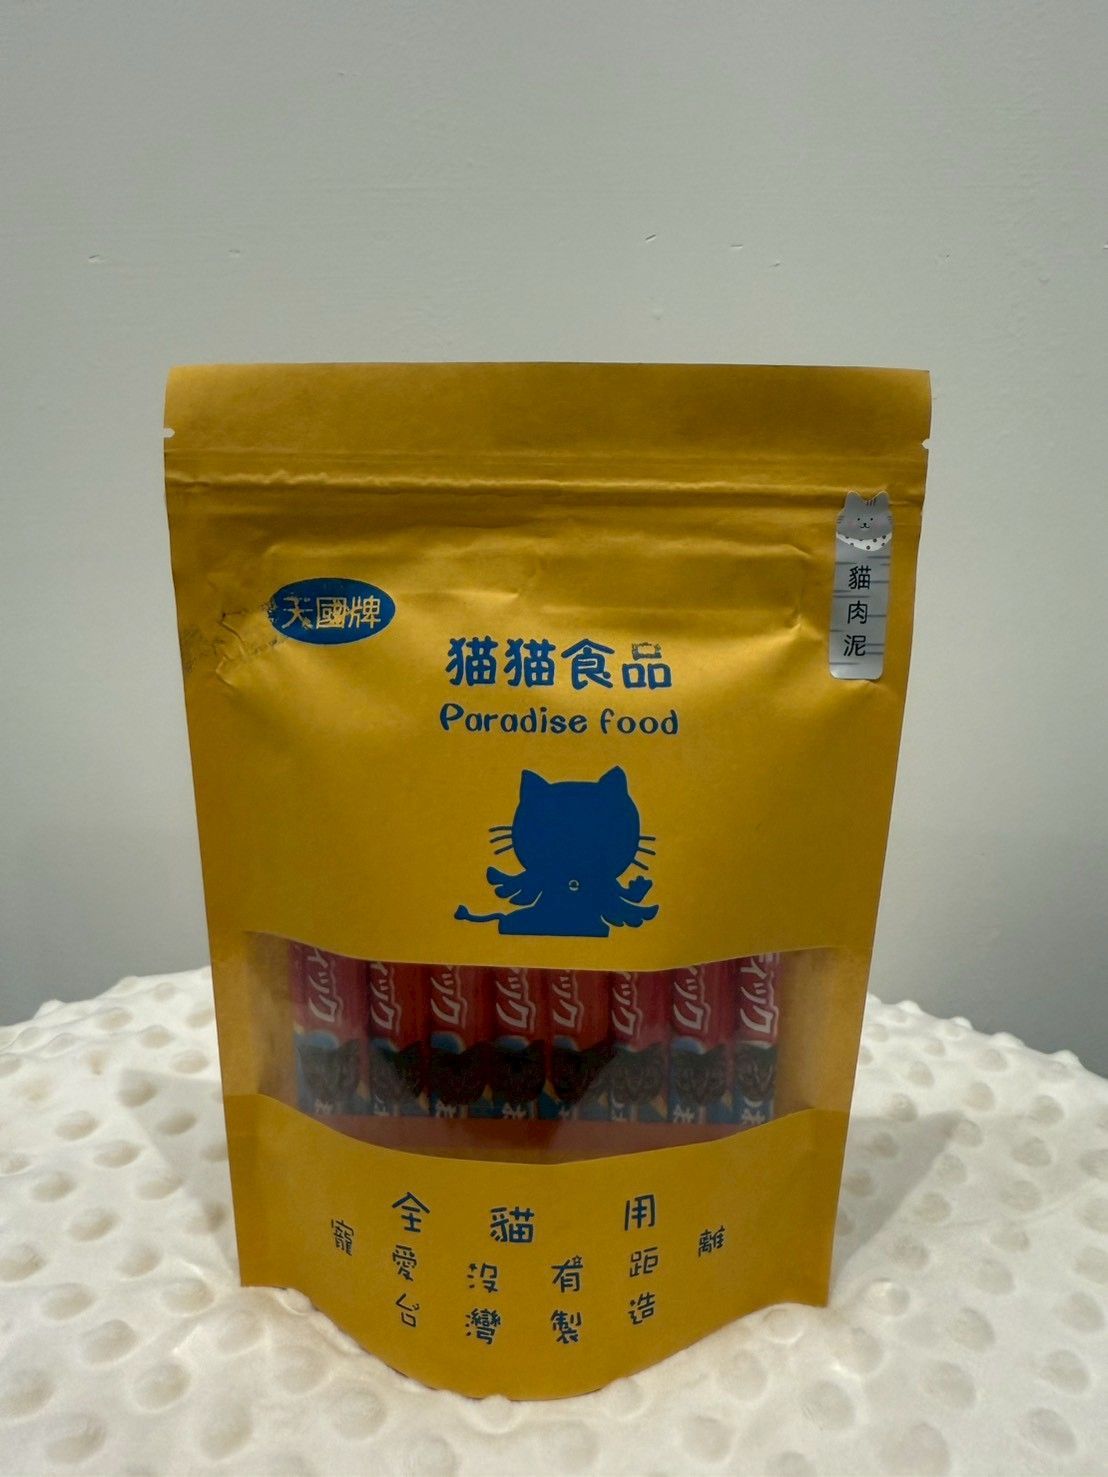 天國牌
猫猫食品
Paradise food
貓肉泥
全貓用
寵愛沒有距離
台灣製造